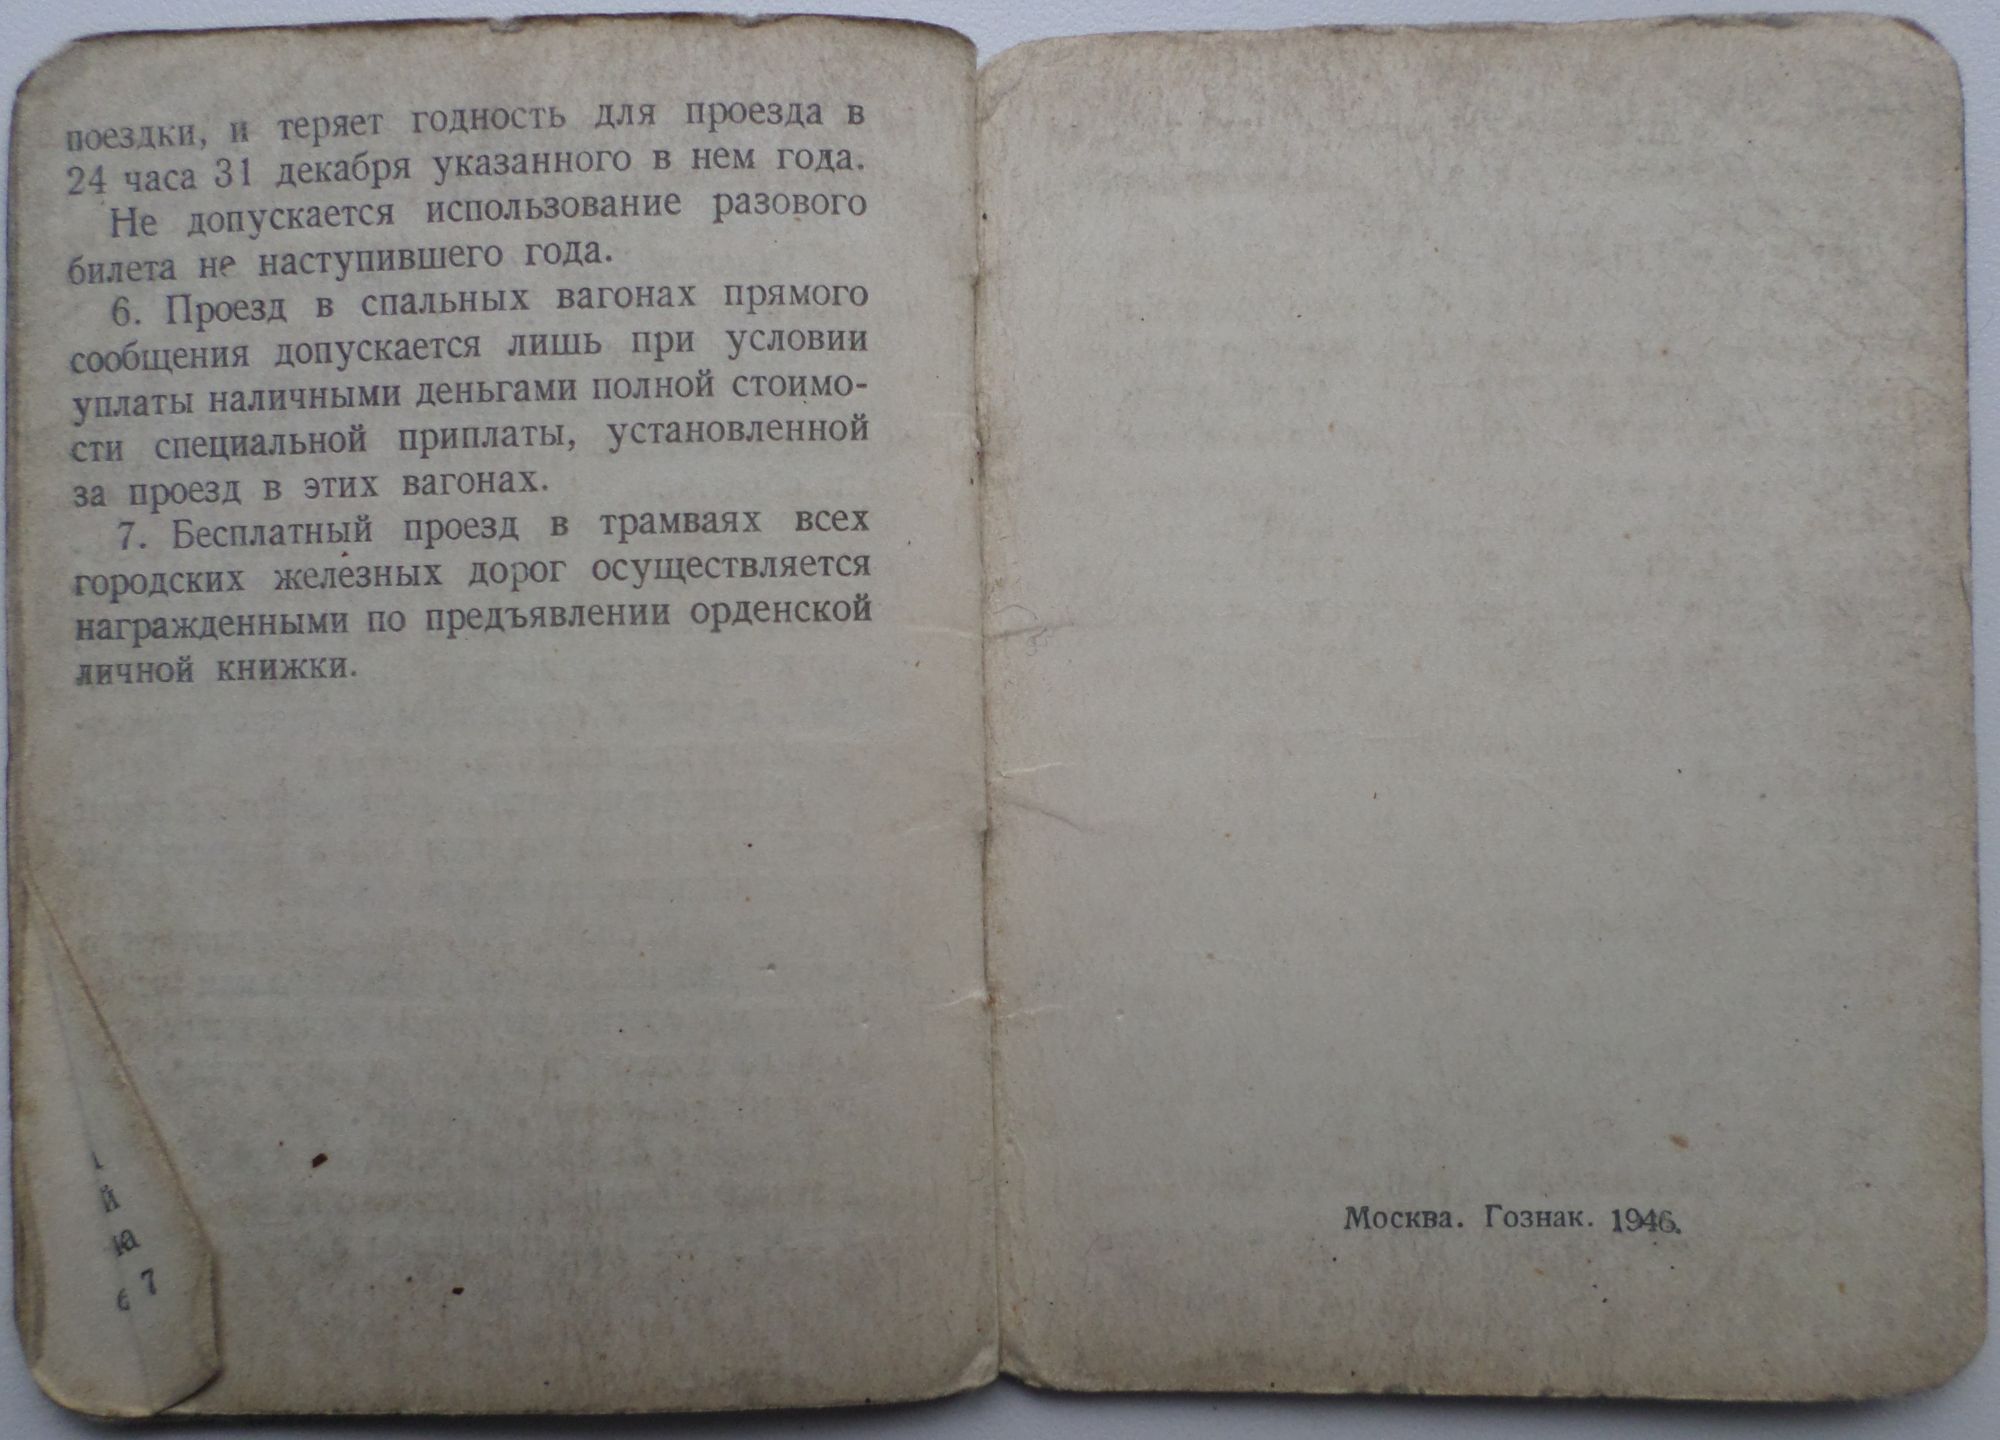 поездки, и теряет годность для проезда в
24 часа 31 декабря указанного в нем года.
Не допускается использование разового
билета не наступившего года.
6. Проезд в спальных вагонах прямого
сообщения допускается лишь при условии
уплаты наличными деньгами полной стоимо-
сти специальной приплаты, установленной
за проезд в этих вагонах.
7. Бесплатный проезд в трамваях всех
городских железных дорог осуществляется
награжденными по предъявлении орденской
личной книжки.
й
ю
6 7
Москва. Гознак. 1946.